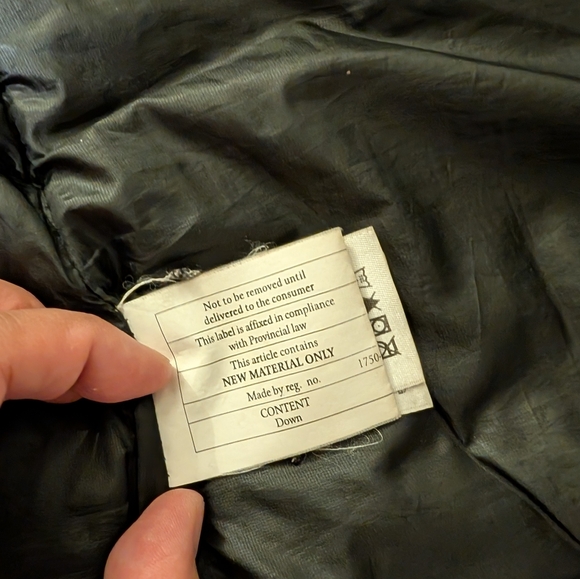 Not to be removed until
delivered to the consumer
This label is affixed in compliance
with Provincial law
This article contains
NEW MATERIAL ONLY
Made by reg. no. 1750
CONTENT
Down